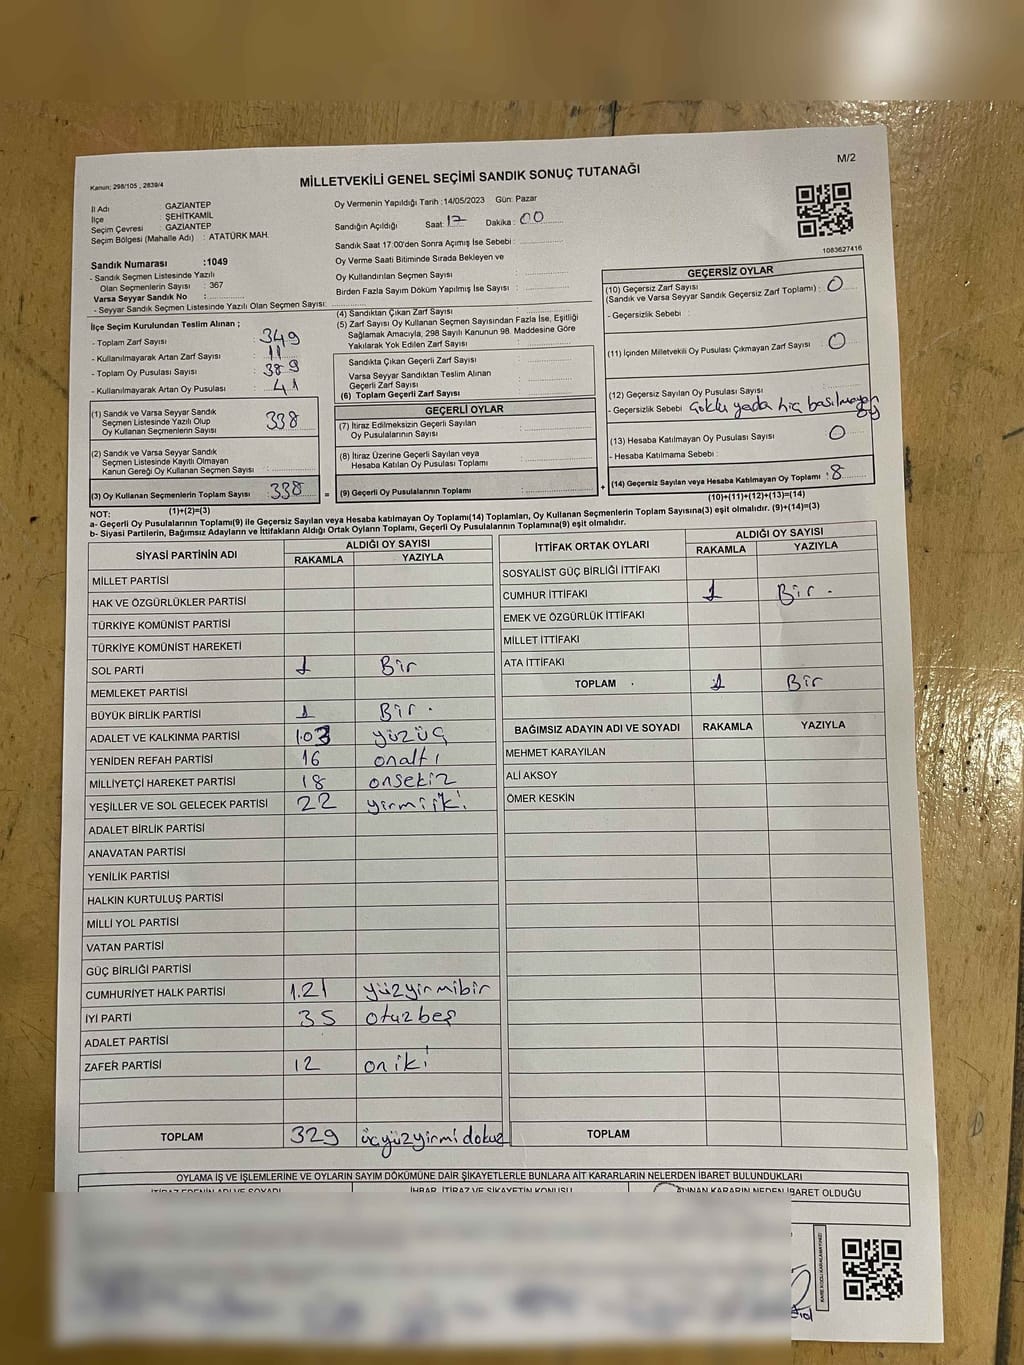 M/2
Kanun; 298/105 , 2839/4
MİLLETVEKİLİ GENEL SEÇİMİ SANDIK SONUÇ TUTANAĞI
İl Adı GAZİANTEP
İlçe : ŞEHİTKAMİL
Seçim Çevresi : GAZİANTEP
Seçim Bölgesi (Mahalle Adı) : ATATÜRK MAH.
Oy Vermenin Yapıldığı Tarih :14/05/2023 Gün: Pazar
Sandığın Açıldığı Saat: 17 Dakika : 00
Sandık Saat 17:00'den Sonra Açımış İse Sebebi :
Oy Verme Saati Bitiminde Sırada Bekleyen ve
Oy Kullandırılan Seçmen Sayısı :
Birden Fazla Sayım Döküm Yapılmış İse Sayısı :
1083627416
Sandık Numarası :1049
- Sandık Seçmen Listesinde Yazılı
Olan Seçmenlerin Sayısı : 367
Varsa Seyyar Sandık No :
- Seyyar Sandık Seçmen Listesinde Yazılı Olan Seçmen Sayısı:
İlçe Seçim Kurulundan Teslim Alınan ;
- Toplam Zarf Sayısı : 349
- Kullanılmayarak Artan Zarf Sayısı : 11
- Toplam Oy Pusulası Sayısı : 389
- Kullanılmayarak Artan Oy Pusulası : 41
(1) Sandık ve Varsa Seyyar Sandık
Seçmen Listesinde Yazılı Olup
Oy Kullanan Seçmenlerin Sayısı : 338
(2) Sandık ve Varsa Seyyar Sandık
Seçmen Listesinde Kayıtlı Olmayan
Kanun Gereği Oy Kullanan Seçmen Sayısı :
(3) Oy Kullanan Seçmenlerin Toplam Sayısı : 338 =
(1)+(2)=(3)
(4) Sandıktan Çıkan Zarf Sayısı :
(5) Zarf Sayısı Oy Kullanan Seçmen Sayısından Fazla İse, Eşitliği
Sağlamak Amacıyla, 298 Sayılı Kanunun 98. Maddesine Göre
Yakılarak Yok Edilen Zarf Sayısı :
Sandıkta Çıkan Geçerli Zarf Sayısı :
Varsa Seyyar Sandıktan Teslim Alınan
Geçerli Zarf Sayısı :
(6) Toplam Geçerli Zarf Sayısı :
GEÇERLİ OYLAR
(7) İtiraz Edilmeksizin Geçerli Sayılan
Oy Pusulalarının Sayısı :
(8) İtiraz Üzerine Geçerli Sayılan veya
Hesaba Katılan Oy Pusulası Toplamı :
(9) Geçerli Oy Pusulalarının Toplamı : +
GEÇERSİZ OYLAR
(10) Geçersiz Zarf Sayısı
(Sandık ve Varsa Seyyar Sandık Geçersiz Zarf Toplamı) : 0
- Geçersizlik Sebebi :
(11) İçinden Milletvekili Oy Pusulası Çıkmayan Zarf Sayısı : 0
(12) Geçersiz Sayılan Oy Pusulası Sayısı :
- Geçersizlik Sebebi : Çoklu yada hiç basılmayan
(13) Hesaba Katılmayan Oy Pusulası Sayısı : 0
- Hesaba Katılmama Sebebi :
(14) Geçersiz Sayılan veya Hesaba Katılmayan Oy Toplamı : 8
(10)+(11)+(12)+(13)=(14)
NOT:
a- Geçerli Oy Pusulalarının Toplamı(9) ile Geçersiz Sayılan veya Hesaba katılmayan Oy Toplamı(14) Toplamları, Oy Kullanan Seçmenlerin Toplam Sayısına(3) eşit olmalıdır. (9)+(14)=(3)
b- Siyasi Partilerin, Bağımsız Adayların ve İttifakların Aldığı Ortak Oyların Toplamı, Geçerli Oy Pusulalarının Toplamına(9) eşit olmalıdır.
SİYASİ PARTİNİN ADI ALDIĞI OY SAYISI
RAKAMLA YAZIYLA
MİLLET PARTİSİ
HAK VE ÖZGÜRLÜKLER PARTİSİ
TÜRKİYE KOMÜNİST PARTİSİ
TÜRKİYE KOMÜNİST HAREKETİ
SOL PARTİ 1 Bir
MEMLEKET PARTİSİ
BÜYÜK BİRLİK PARTİSİ 1 Bir.
ADALET VE KALKINMA PARTİSİ 103 yüzüç
YENİDEN REFAH PARTİSİ 16 onaltı
MİLLİYETÇİ HAREKET PARTİSİ 18 onsekiz
YEŞİLLER VE SOL GELECEK PARTİSİ 22 yirmiiki
ADALET BİRLİK PARTİSİ
ANAVATAN PARTİSİ
YENİLİK PARTİSİ
HALKIN KURTULUŞ PARTİSİ
MİLLİ YOL PARTİSİ
VATAN PARTİSİ
GÜÇ BİRLİĞİ PARTİSİ
CUMHURİYET HALK PARTİSİ 121 yüzyirmibir
İYİ PARTİ 35 otuzbeş
ADALET PARTİSİ
ZAFER PARTİSİ 12 oniki
TOPLAM 329 üçyüzyirmidokuz
İTTİFAK ORTAK OYLARI ALDIĞI OY SAYISI
RAKAMLA YAZIYLA
SOSYALİST GÜÇ BİRLİĞİ İTTİFAKI
CUMHUR İTTİFAKI 1 Bir.
EMEK VE ÖZGÜRLÜK İTTİFAKI
MİLLET İTTİFAKI
ATA İTTİFAKI
TOPLAM 1 Bir
BAĞIMSIZ ADAYIN ADI VE SOYADI RAKAMLA YAZIYLA
MEHMET KARAYILAN
ALİ AKSOY
ÖMER KESKİN
TOPLAM
OYLAMA İŞ VE İŞLEMLERİNE VE OYLARIN SAYIM DÖKÜMÜNE DAİR ŞİKAYETLERLE BUNLARA AİT KARARLARIN NELERDEN İBARET BULUNDUKLARI
İTİRAZ EDENİN ADI VE SOYADI İHBAR, İTİRAZ VE ŞİKAYETİN KONUSU ALINAN KARARIN NEDEN İBARET OLDUĞU